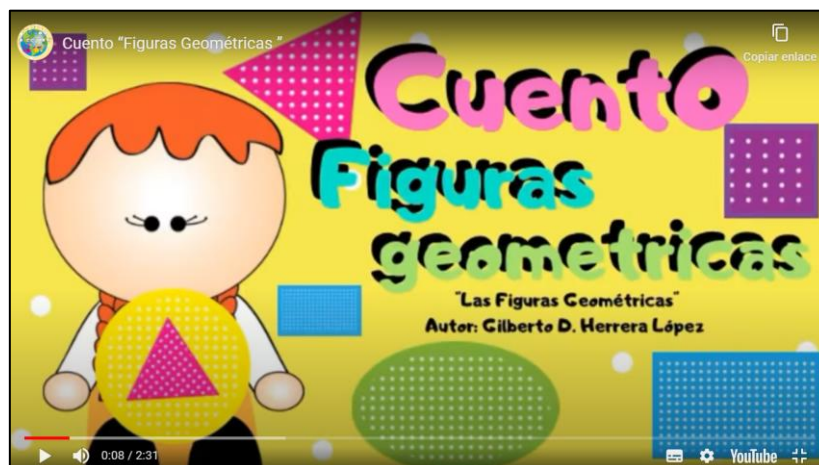 Cuento “Figuras Geométricas ”
Copiar enlace
Cuento
Figuras
geometricas
"Las Figuras Geométricas"
Autor: Gilberto D. Herrera López
0:08 / 2:31
YouTube